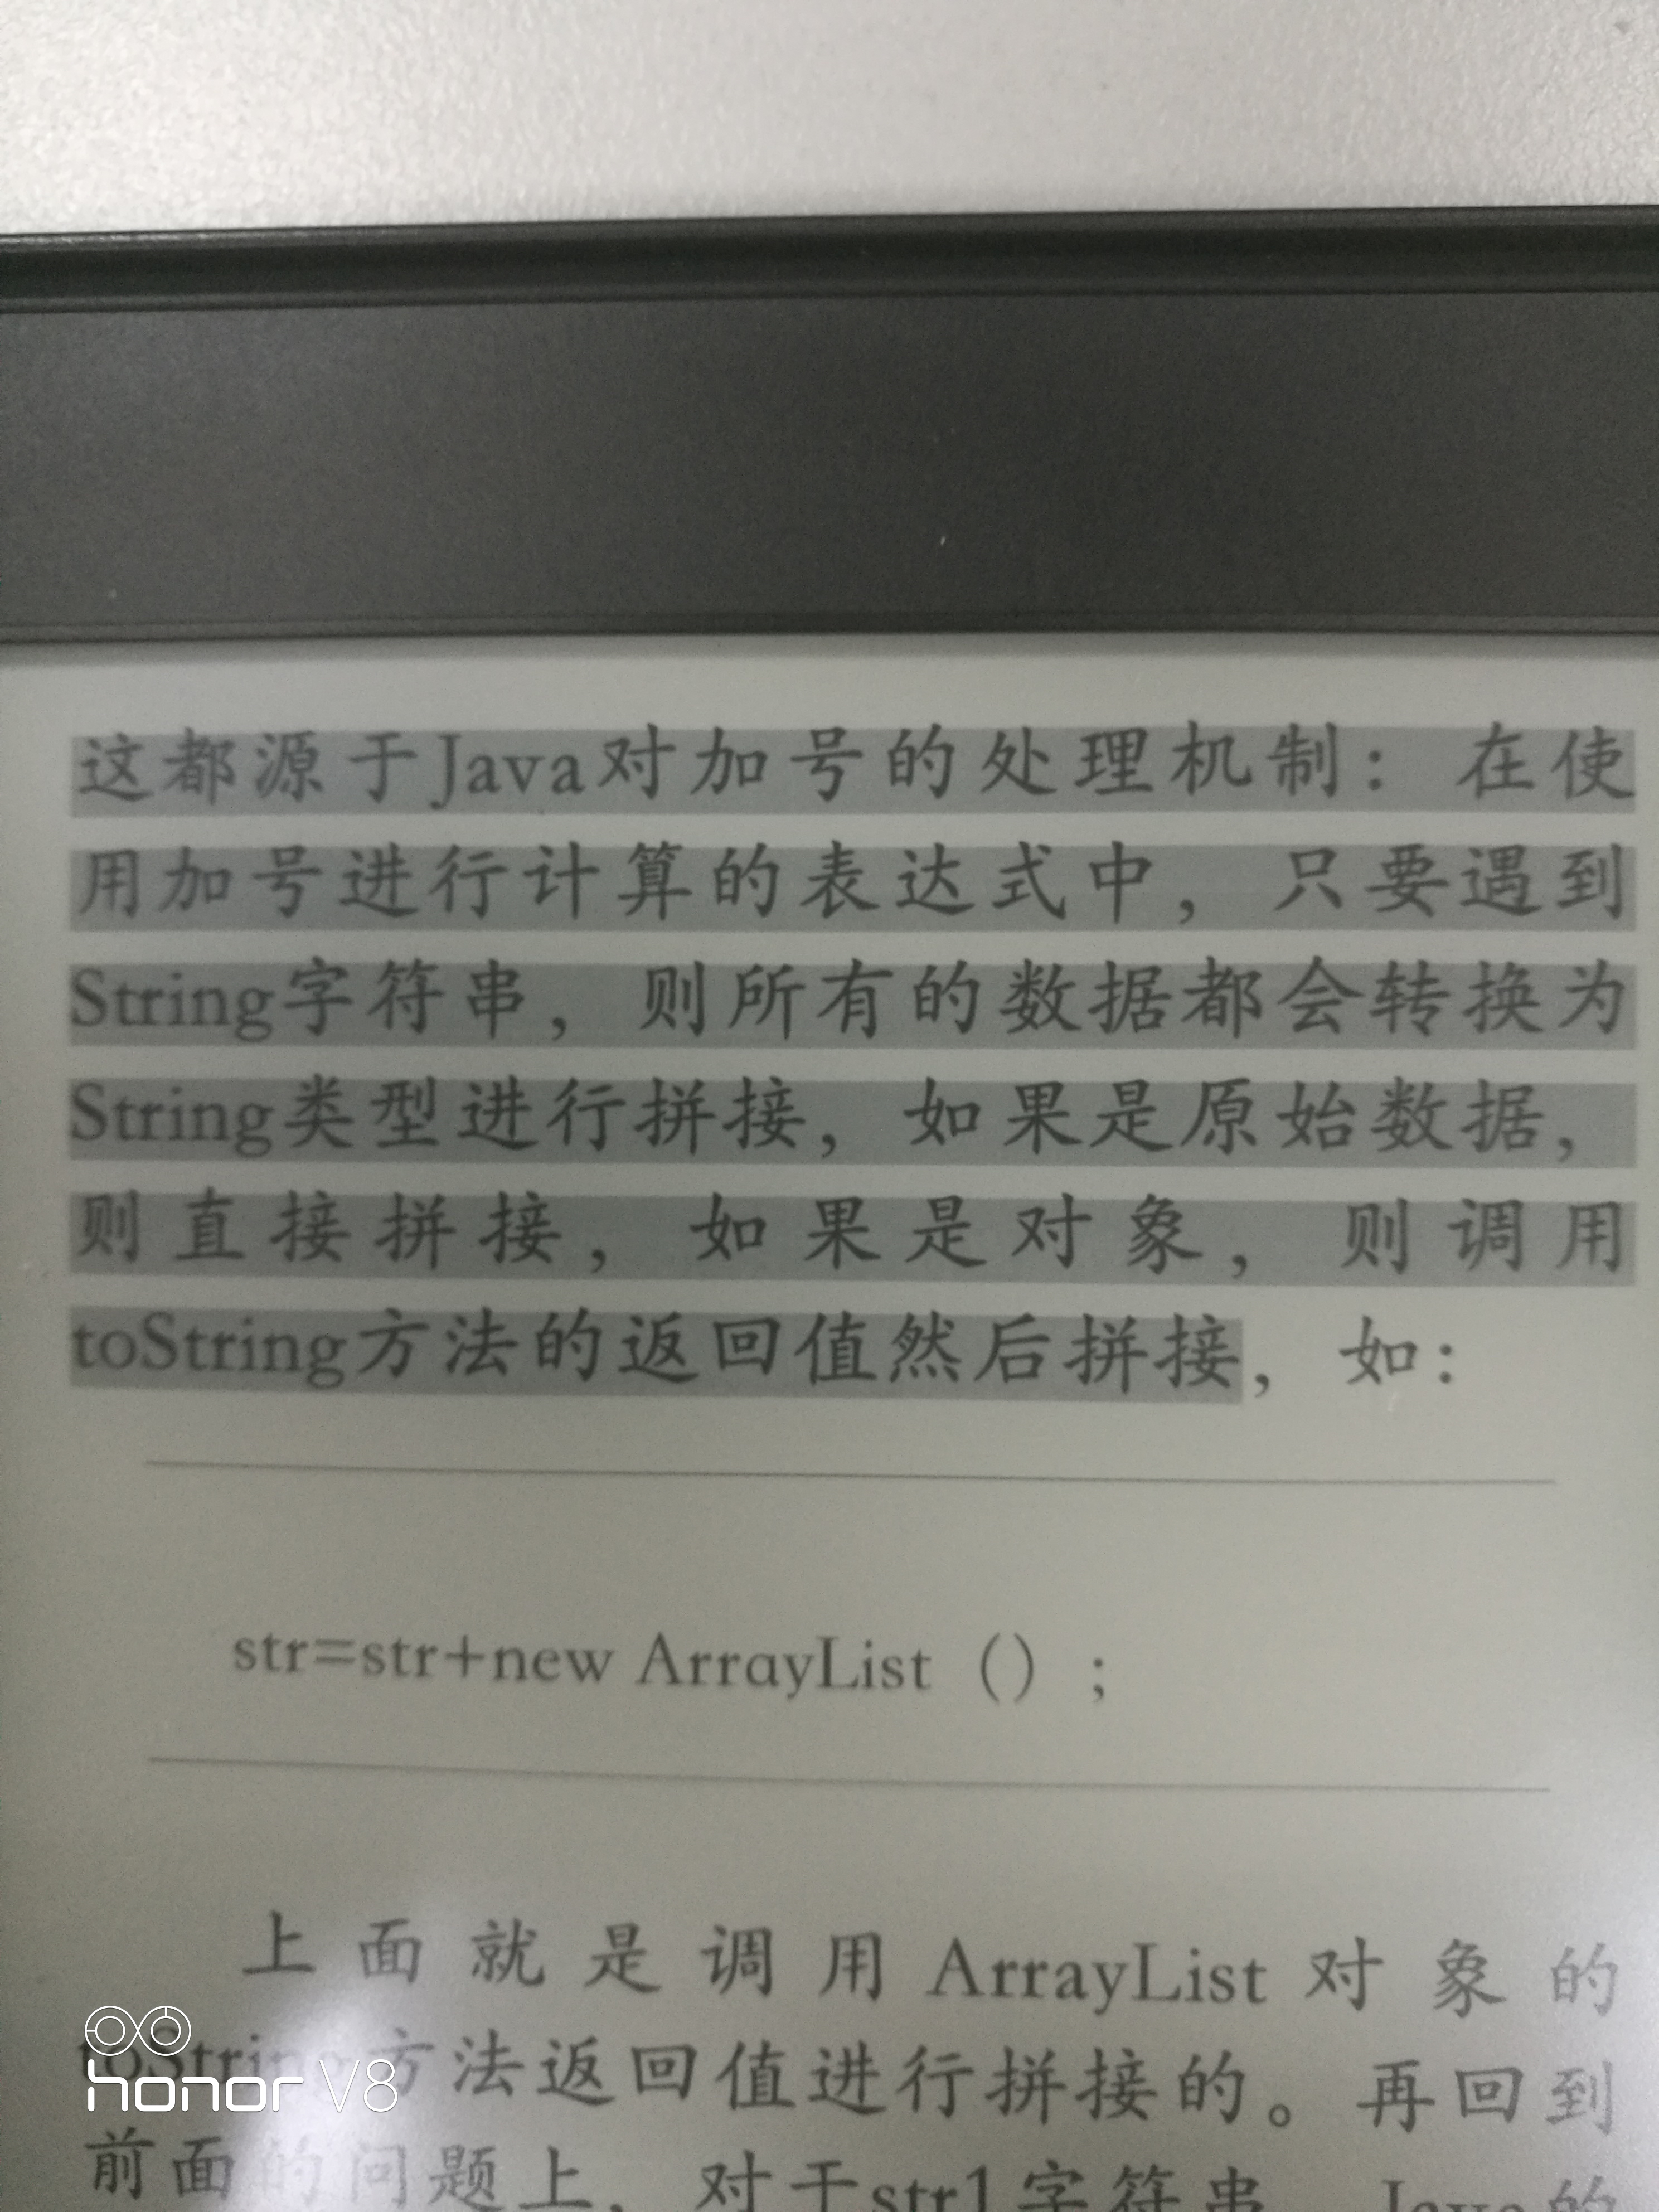 这都源于Java对加号的处理机制：在使
用加号进行计算的表达式中，只要遇到
String字符串，则所有的数据都会转换为
String类型进行拼接，如果是原始数据，
则直接拼接，如果是对象，则调用
toString方法的返回值然后拼接，如：
str=str+new ArrayList（）；
上面就是调用ArrayList对象的
toString方法返回值进行拼接的。再回到
前面的问题上，对于str1字符串，Java的
honor V8